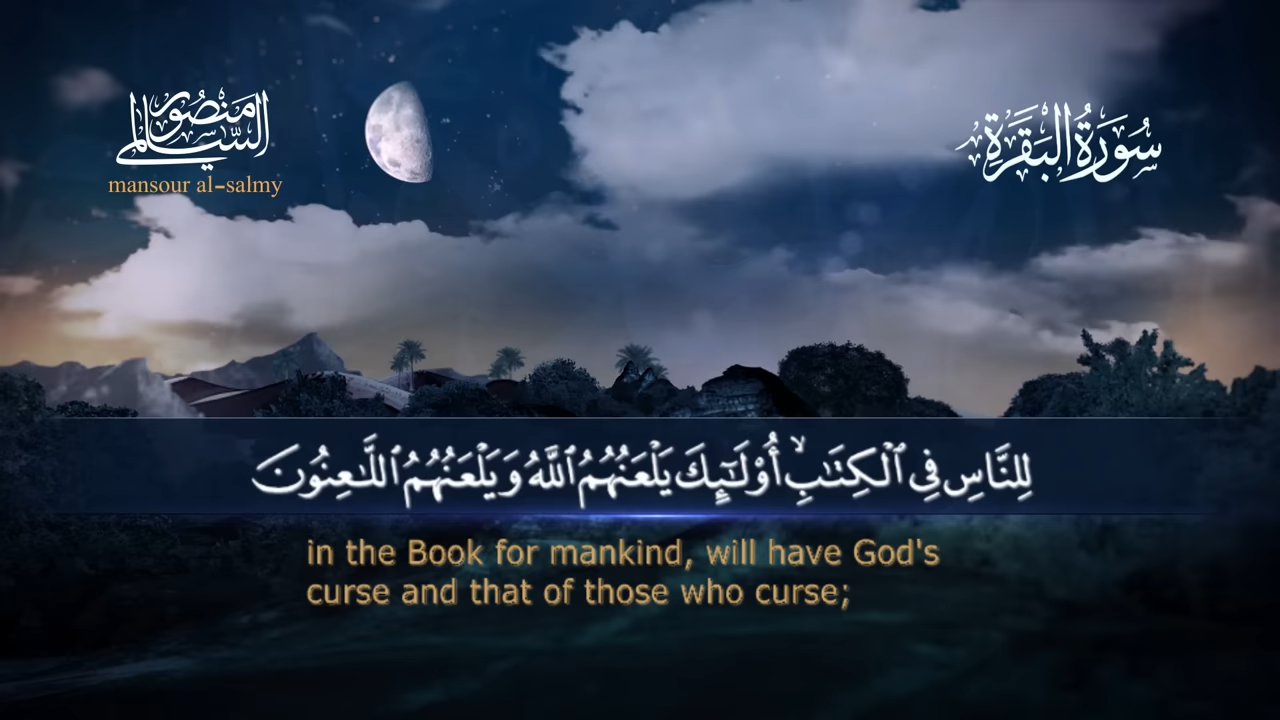 منصور
السالمي
mansour al-salmy
سُورَةُ البَقَرَةِ
لِلنَّاسِ فِي ٱلْكِتَـٰبِ ۙ أُو۟لَـٰٓئِكَ يَلْعَنُهُمُ ٱللَّهُ وَيَلْعَنُهُمُ ٱللَّـٰعِنُونَ
in the Book for mankind, will have God's
curse and that of those who curse;